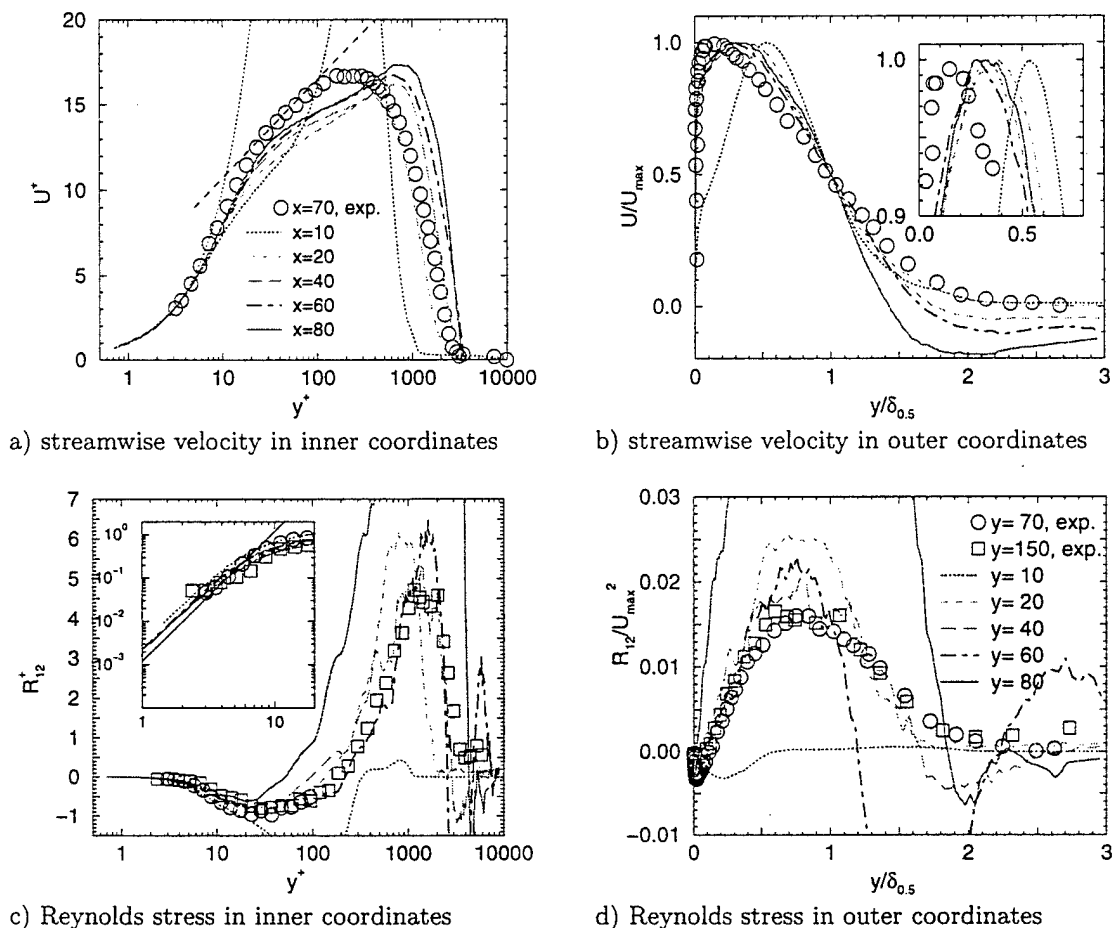 20
15
10
5
0
U⁺
1
10
100
1000
10000
y⁺
x=70, exp.
x=10
x=20
x=40
x=60
x=80
a) streamwise velocity in inner coordinates
1.0
0.5
0.0
U/U_max
0
1
2
3
y/δ_0.5
1.0
0.9
0.0
0.5
b) streamwise velocity in outer coordinates
7
6
5
4
3
2
1
0
−1
R₁₂⁺
1
10
100
1000
10000
y⁺
10⁰
10⁻¹
10⁻²
10⁻³
1
10
c) Reynolds stress in inner coordinates
0.03
0.02
0.01
0.00
−0.01
R₁₂/U_max²
0
1
2
3
y/δ_0.5
y= 70, exp.
y=150, exp.
y= 10
y= 20
y= 40
y= 60
y= 80
d) Reynolds stress in outer coordinates